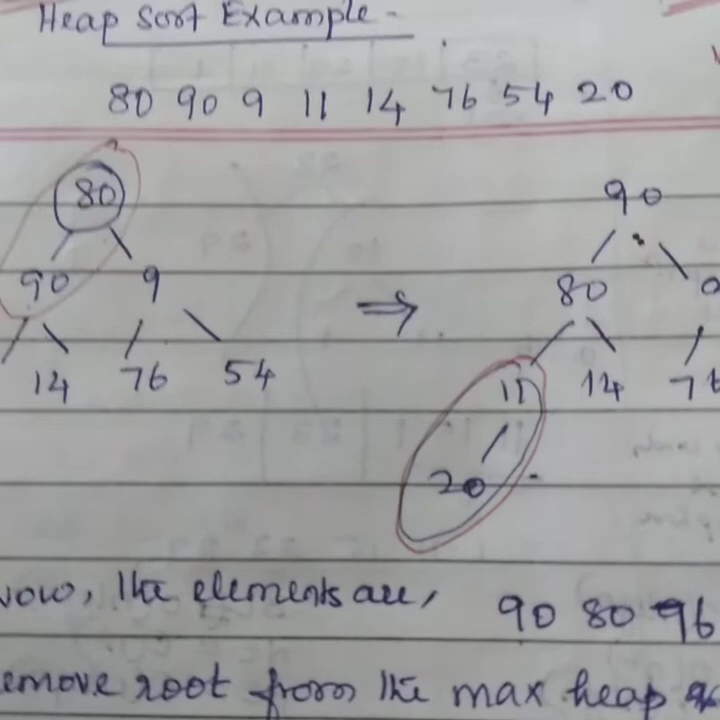 Heap Sort Example -
80 90 9 11 14 76 54 20
80 90
90 9 ⇒ 80
14 76 54 11 14
20
Now, the elements are, 90 80
remove root from the max heap